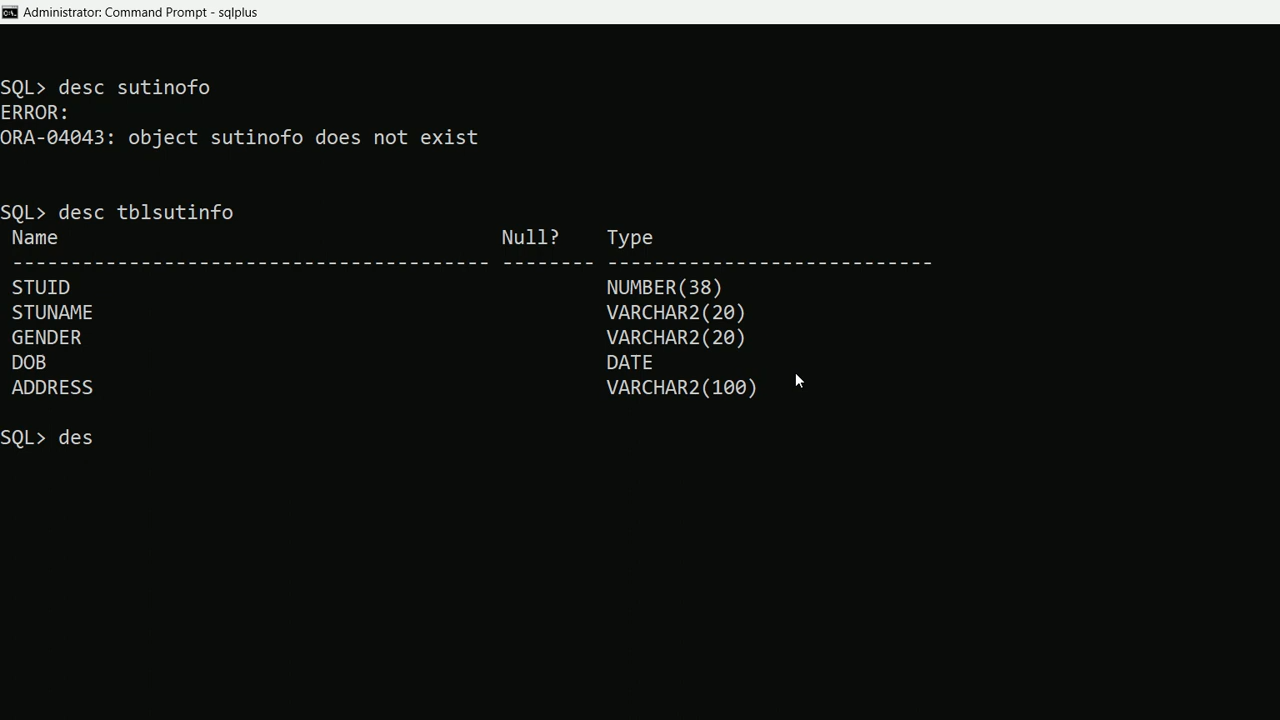 Administrator: Command Prompt - sqlplus
SQL> desc sutinofo
ERROR:
ORA-04043: object sutinofo does not exist
SQL> desc tblsutinfo
Name Null? Type
----------------------------------------- -------- ----------------------------
STUID NUMBER(38)
STUNAME VARCHAR2(20)
GENDER VARCHAR2(20)
DOB DATE
ADDRESS VARCHAR2(100)
SQL> des